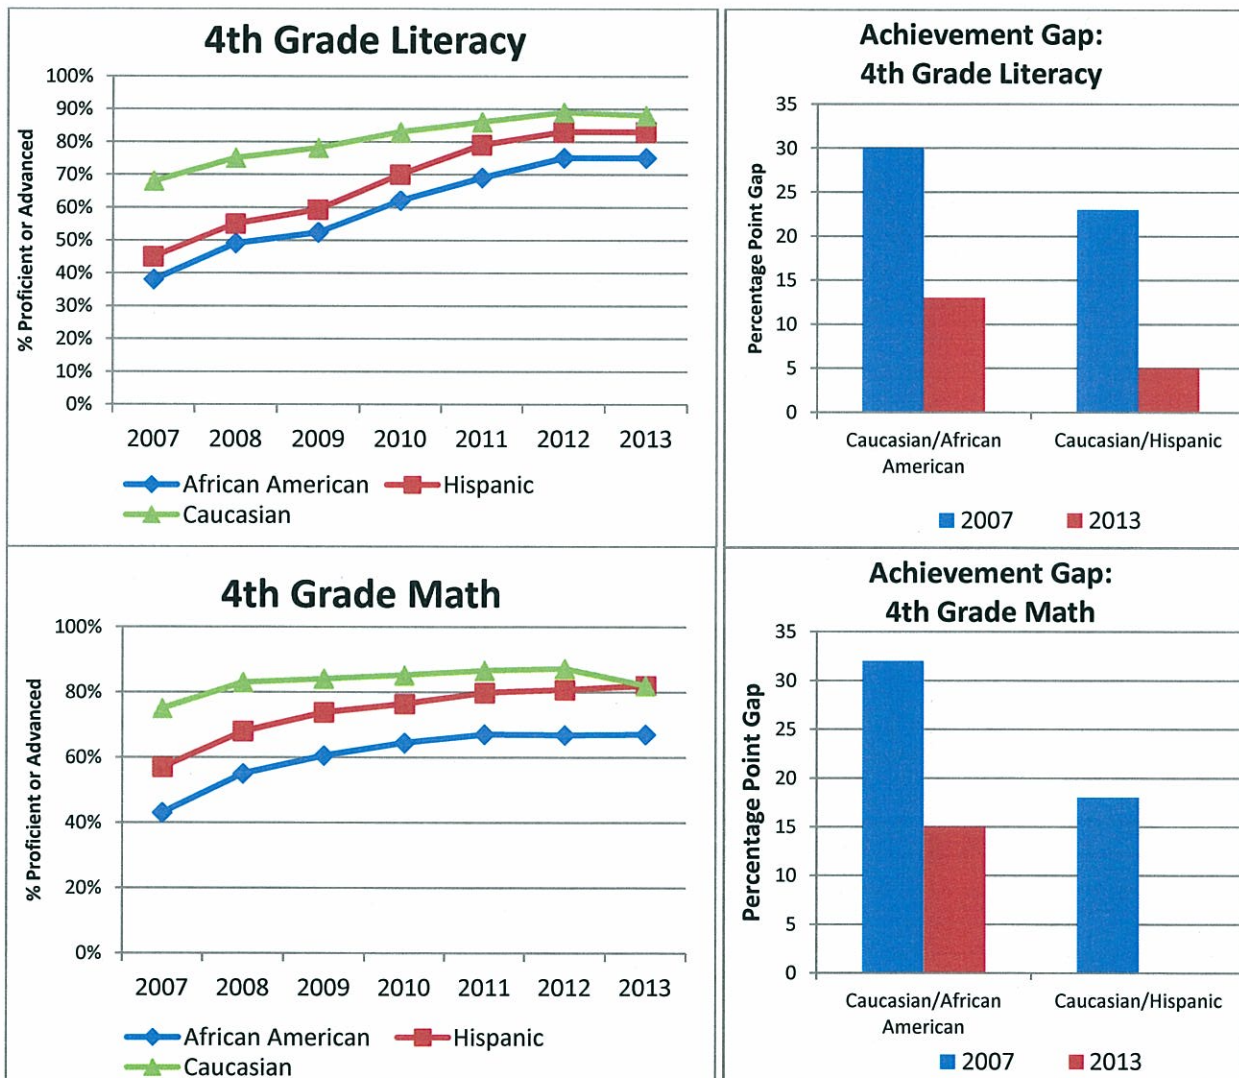 4th Grade Literacy
% Proficient or Advanced
100%
90%
80%
70%
60%
50%
40%
30%
20%
10%
0%
2007 2008 2009 2010 2011 2012 2013
African American Hispanic
Caucasian
Achievement Gap:
4th Grade Literacy
Percentage Point Gap
35
30
25
20
15
10
5
0
Caucasian/African Caucasian/Hispanic
American
2007 2013
4th Grade Math
% Proficient or Advanced
100%
80%
60%
40%
20%
0%
2007 2008 2009 2010 2011 2012 2013
African American Hispanic
Caucasian
Achievement Gap:
4th Grade Math
Percentage Point Gap
35
30
25
20
15
10
5
0
Caucasian/African Caucasian/Hispanic
American
2007 2013